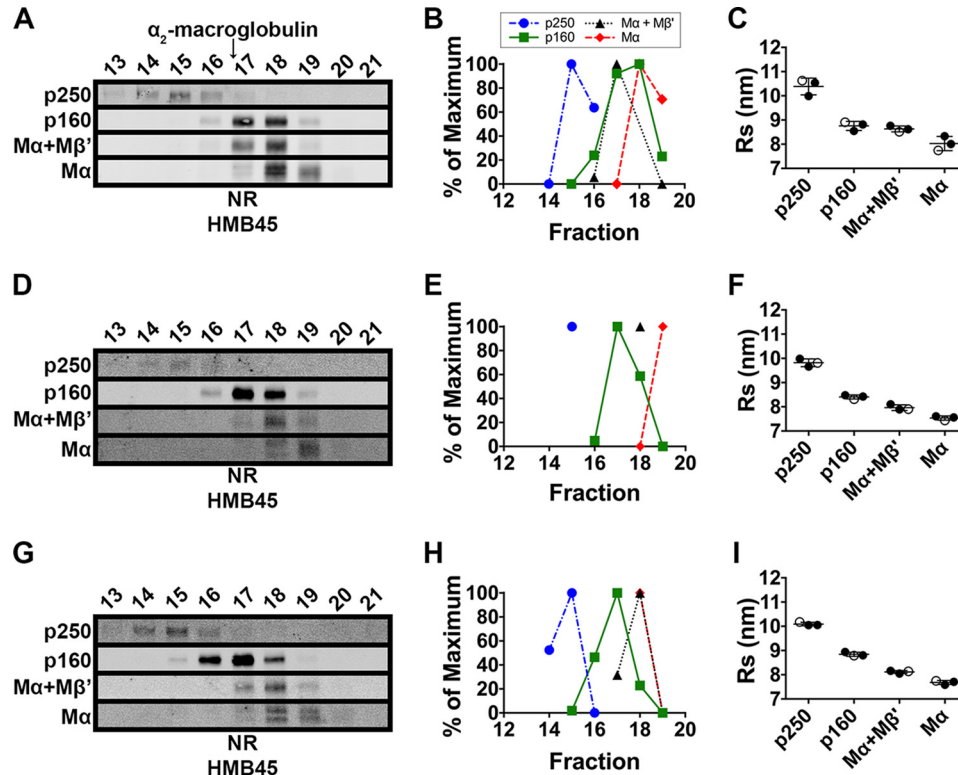 A
α2-macroglobulin
13 14 15 16 17 18 19 20 21
p250
p160
Mα+Mβ'
Mα
NR
HMB45
B
p250
p160
Mα + Mβ'
Mα
% of Maximum
100
80
60
40
20
0
14 16 18 20
Fraction
C
Rs (nm)
12
11
10
9
8
7
p250 p160 Mα+Mβ' Mα
D
13 14 15 16 17 18 19 20 21
p250
p160
Mα+Mβ'
Mα
NR
HMB45
E
% of Maximum
100
80
60
40
20
0
14 16 18 20
Fraction
F
Rs (nm)
12
11
10
9
8
7
p250 p160 Mα+Mβ' Mα
G
13 14 15 16 17 18 19 20 21
p250
p160
Mα+Mβ'
Mα
NR
HMB45
H
% of Maximum
100
80
60
40
20
0
14 16 18 20
Fraction
I
Rs (nm)
12
11
10
9
8
7
p250 p160 Mα+Mβ' Mα